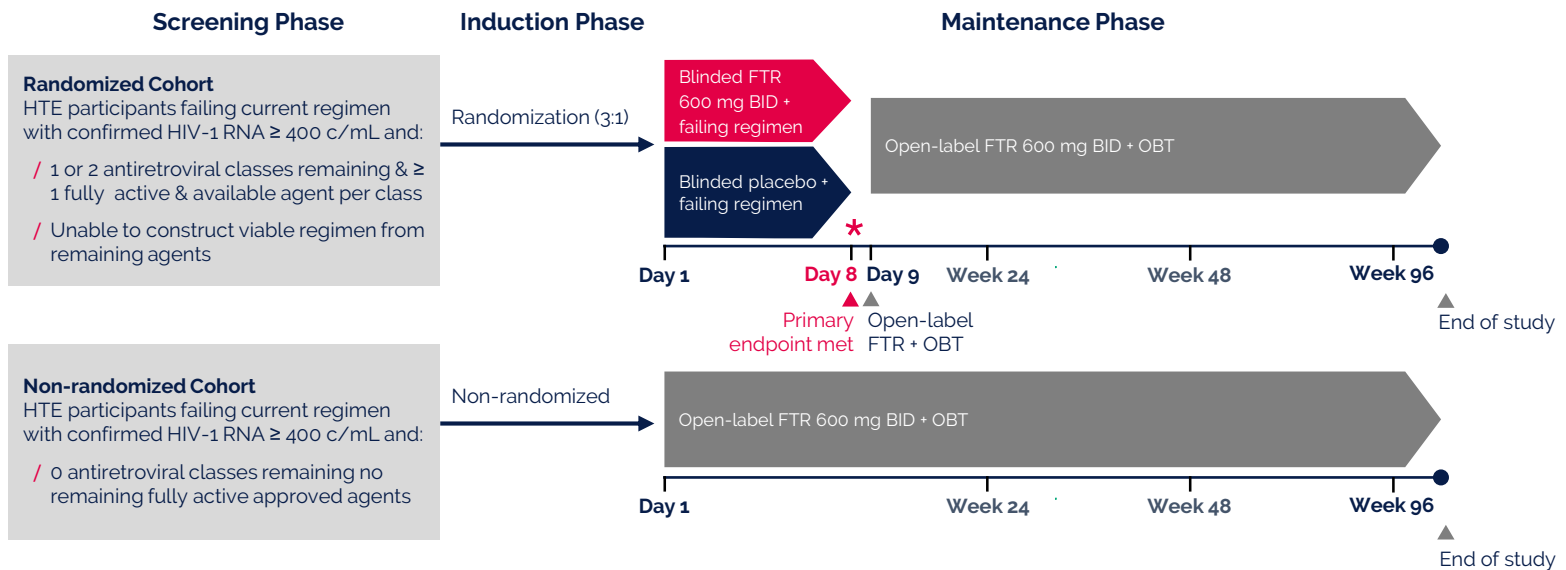 Screening Phase
Induction Phase
Maintenance Phase
Randomized Cohort
HTE participants failing current regimen
with confirmed HIV-1 RNA ≥ 400 c/mL and:
/ 1 or 2 antiretroviral classes remaining & ≥
1 fully active & available agent per class
/ Unable to construct viable regimen from
remaining agents
Randomization (3:1)
Blinded FTR
600 mg BID +
failing regimen
Blinded placebo +
failing regimen
Open-label FTR 600 mg BID + OBT
*
Day 1
Day 8
Day 9
Week 24
Week 48
Week 96
Primary
endpoint met
Open-label
FTR + OBT
End of study
Non-randomized Cohort
HTE participants failing current regimen
with confirmed HIV-1 RNA ≥ 400 c/mL and:
/ 0 antiretroviral classes remaining no
remaining fully active approved agents
Non-randomized
Open-label FTR 600 mg BID + OBT
Day 1
Week 24
Week 48
Week 96
End of study